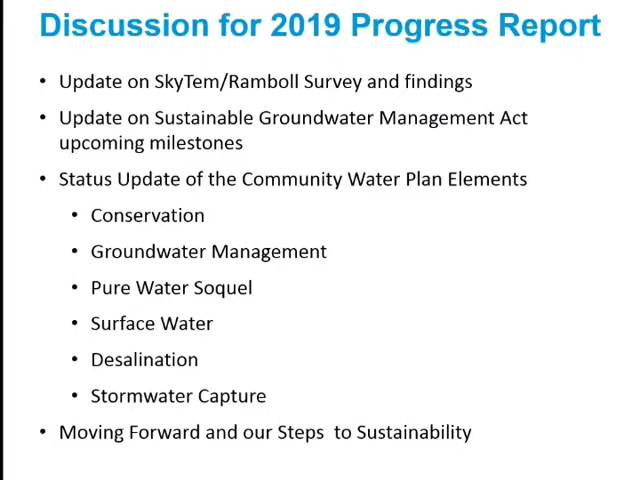 Discussion for 2019 Progress Report
• Update on SkyTem/Ramboll Survey and findings
• Update on Sustainable Groundwater Management Act
upcoming milestones
• Status Update of the Community Water Plan Elements
• Conservation
• Groundwater Management
• Pure Water Soquel
• Surface Water
• Desalination
• Stormwater Capture
• Moving Forward and our Steps  to Sustainability